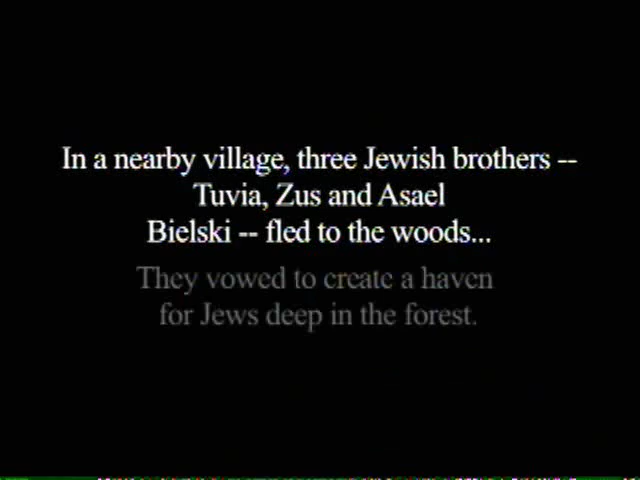 In a nearby village, three Jewish brothers --
Tuvia, Zus and Asael
Bielski -- fled to the woods...
They vowed to create a haven
for Jews deep in the forest.